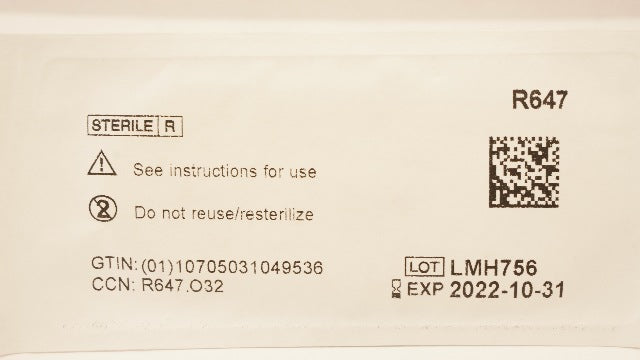 R647
STERILE R
See instructions for use
Do not reuse/resterilize
GTIN: (01)10705031049536
CCN: R647.O32
LOT LMH756
EXP 2022-10-31